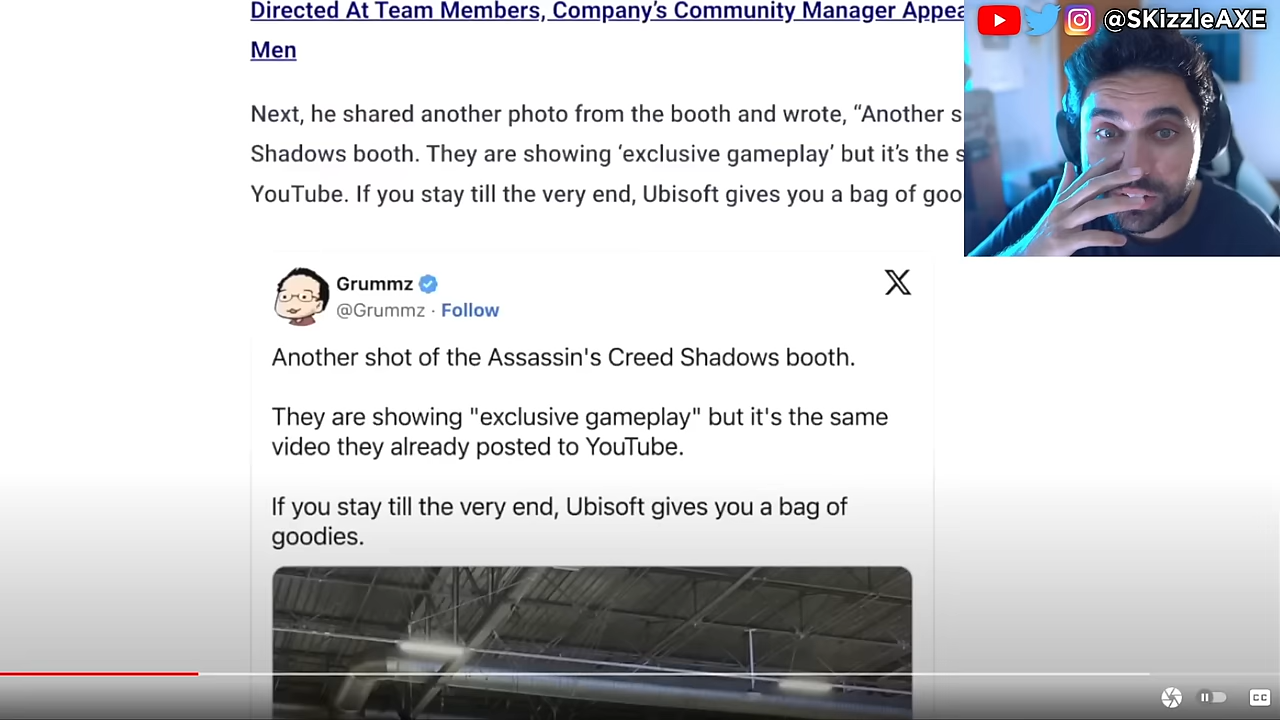 Directed At Team Members, Company's Community Manager Appea
Men
@SKizzleAXE
Next, he shared another photo from the booth and wrote, “Another s
Shadows booth. They are showing ‘exclusive gameplay’ but it’s the s
YouTube. If you stay till the very end, Ubisoft gives you a bag of goo
Grummz
@Grummz · Follow
Another shot of the Assassin's Creed Shadows booth.
They are showing "exclusive gameplay" but it's the same
video they already posted to YouTube.
If you stay till the very end, Ubisoft gives you a bag of
goodies.
CC